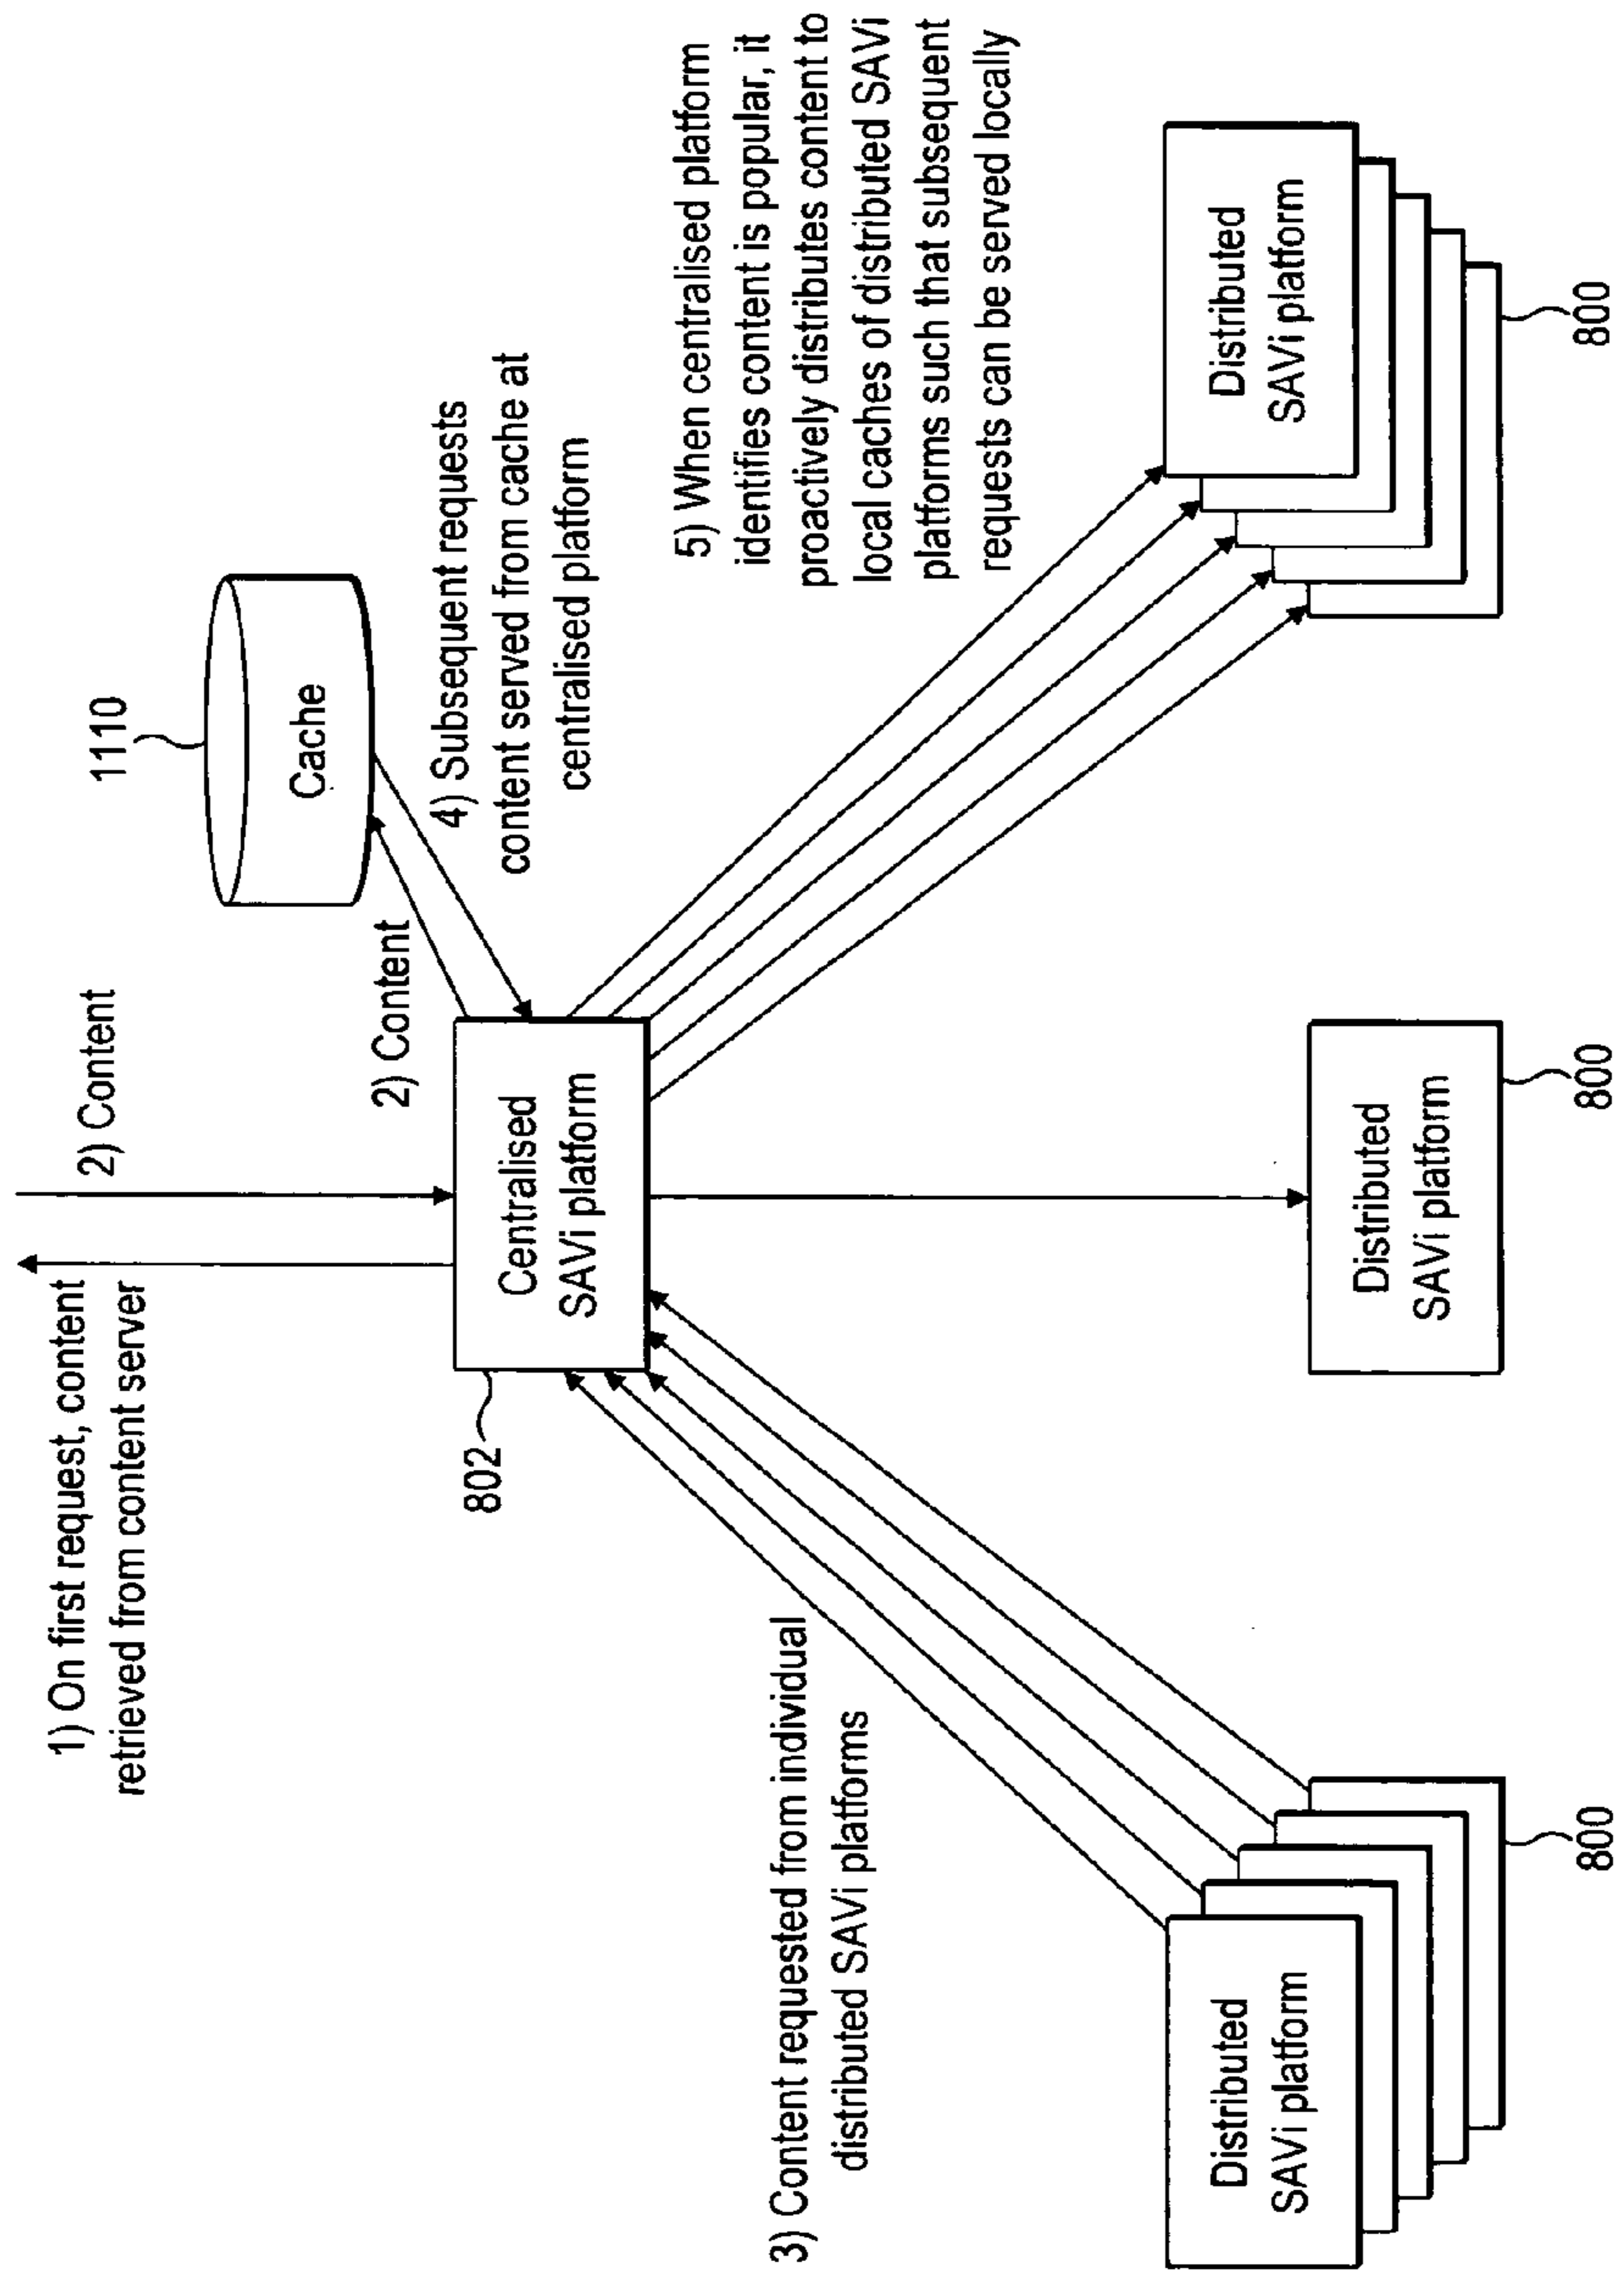 1) On first request, content
retrieved from content server
2) Content
802
Centralised
SAVi platform
2) Content
1110
Cache
4) Subsequent requests
content served from cache at
centralised platform
3) Content requested from individual
distributed SAVi platforms
5) When centralised platform
identifies content is popular, it
proactively distributes content to
local caches of distributed SAVi
platforms such that subsequent
requests can be served locally
Distributed
SAVi platform
800
Distributed
SAVi platform
800
Distributed
SAVi platform
800